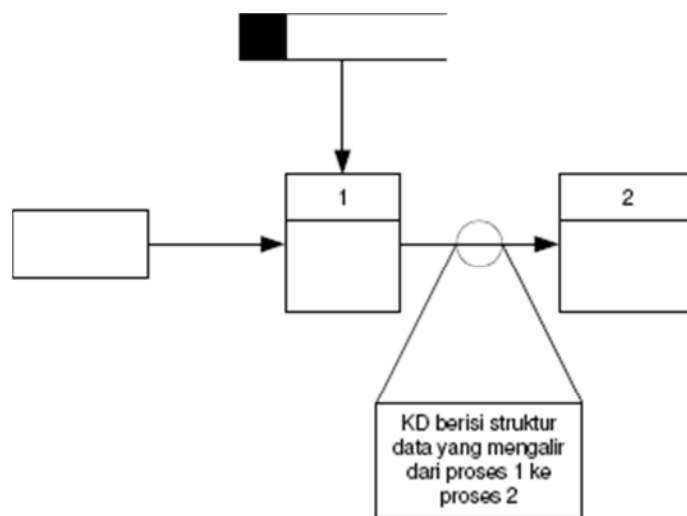 1
2
KD berisi struktur
data yang mengalir
dari proses 1 ke
proses 2